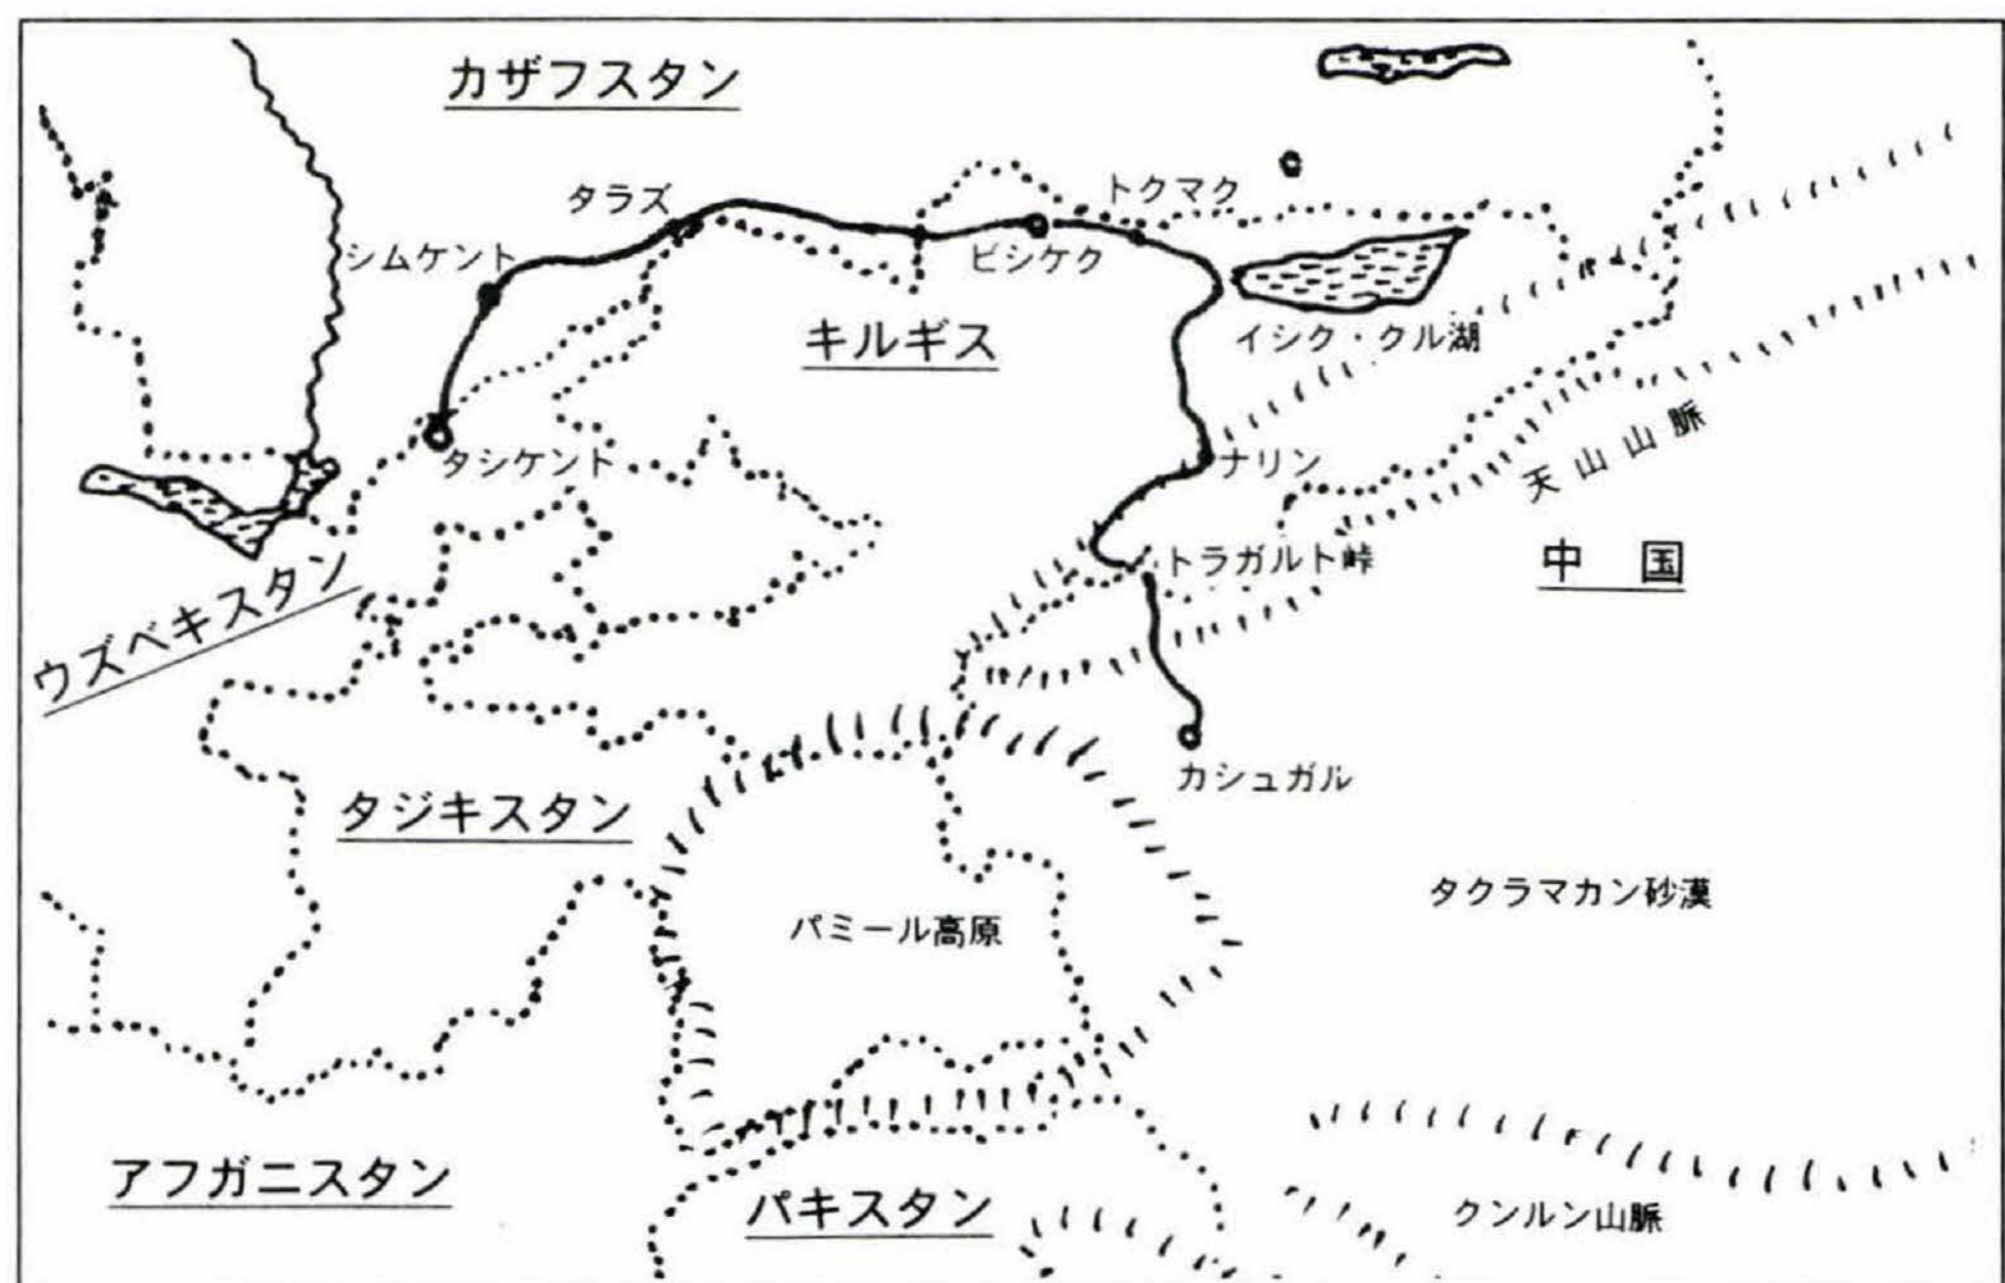 カザフスタン
タラズ
トクマク
シムケント
ビシケク
キルギス
イシク・クル湖
タシケント
ナリン
天山山脈
トラガルト峠
中国
ウズベキスタン
カシュガル
タジキスタン
タクラマカン砂漠
パミール高原
アフガニスタン
パキスタン
クンルン山脈